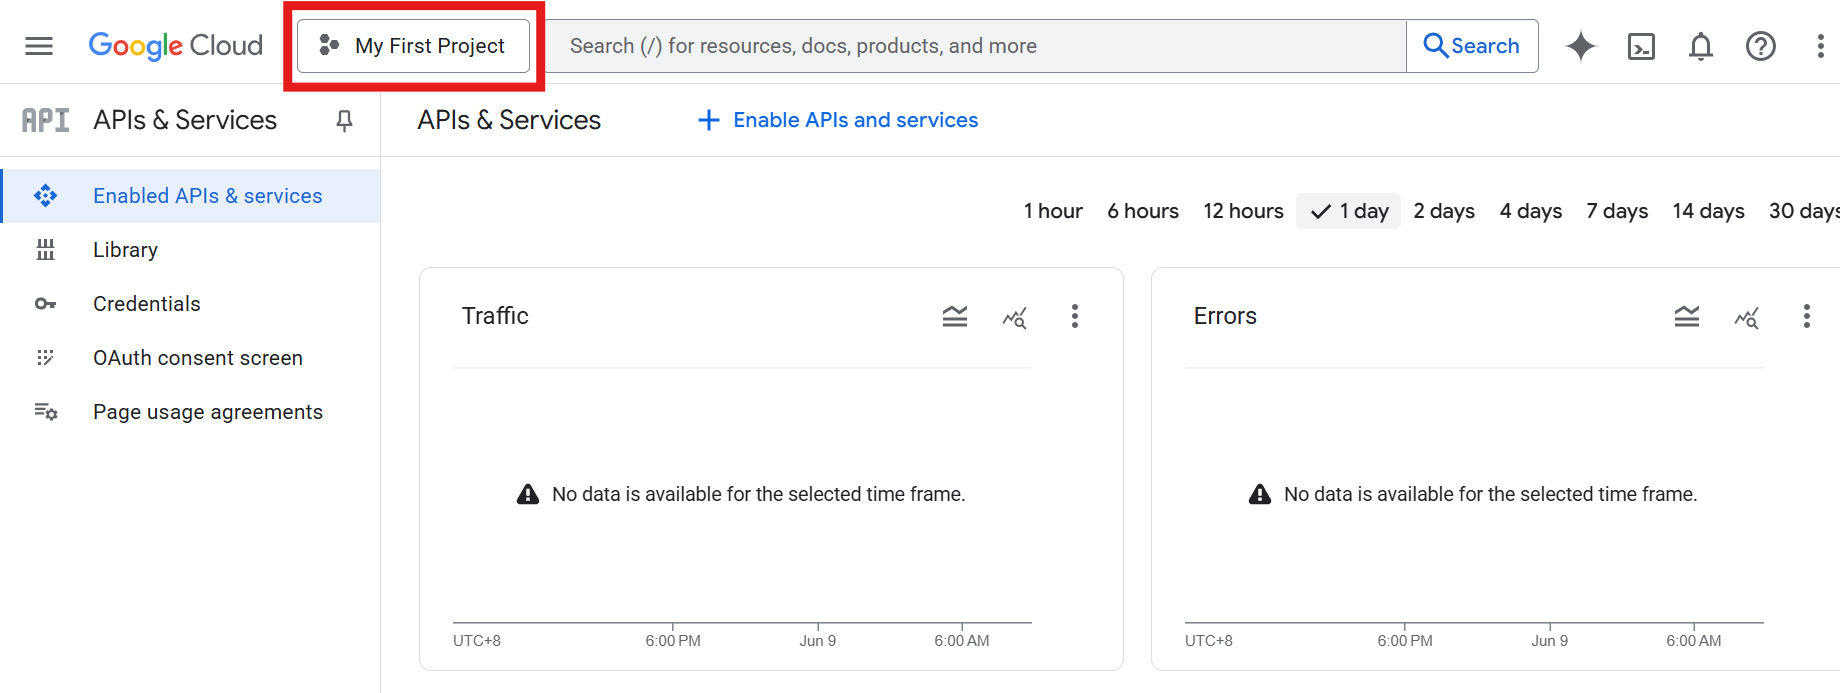 Google Cloud
My First Project
Search (/) for resources, docs, products, and more
Search
API
APIs & Services
APIs & Services
Enable APIs and services
Enabled APIs & services
Library
Credentials
OAuth consent screen
Page usage agreements
1 hour 6 hours 12 hours 1 day 2 days 4 days 7 days 14 days 30 days
Traffic
No data is available for the selected time frame.
UTC+8 6:00 PM Jun 9 6:00 AM
Errors
No data is available for the selected time frame.
UTC+8 6:00 PM Jun 9 6:00 AM